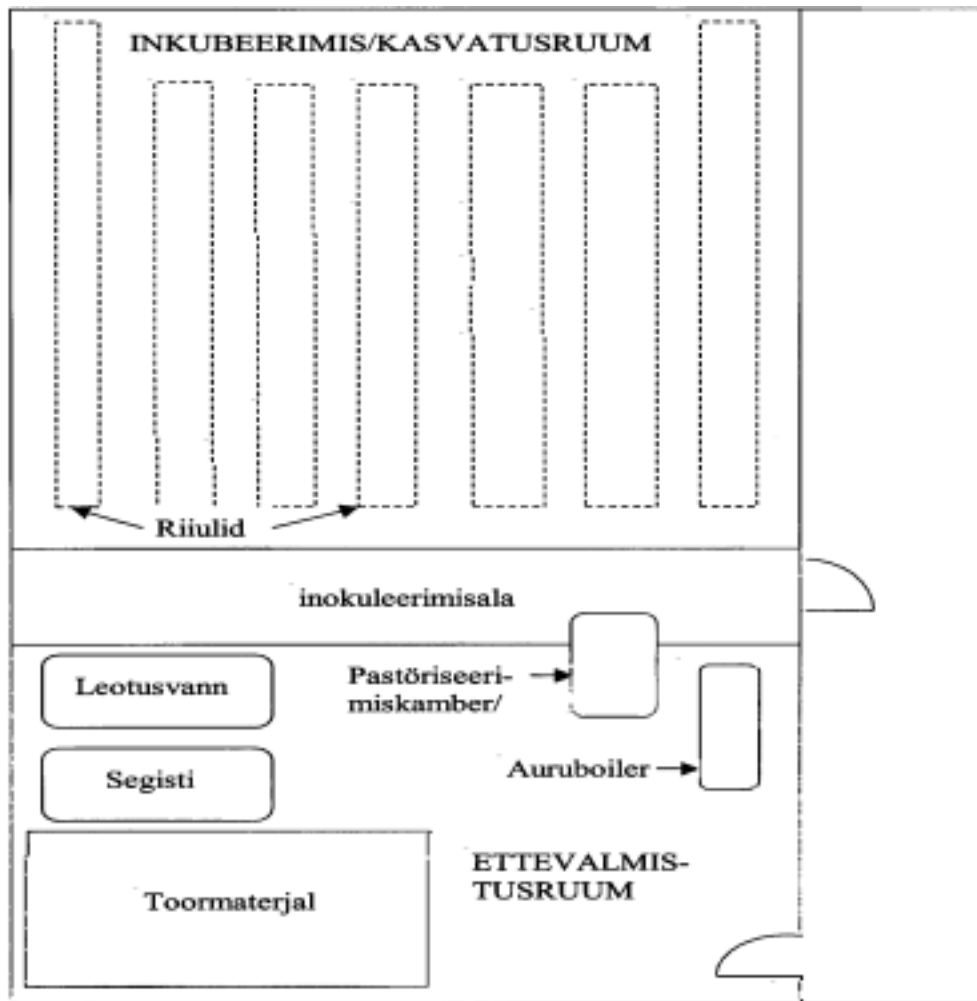 INKUBEERIMIS/KASVATUSRUUM
Riiulid
inokuleerimisala
Leotusvann
Pastöriseeri-
miskamber/
Segisti
Auruboiler
Toormaterjal
ETTEVALMIS-
TUSRUUM